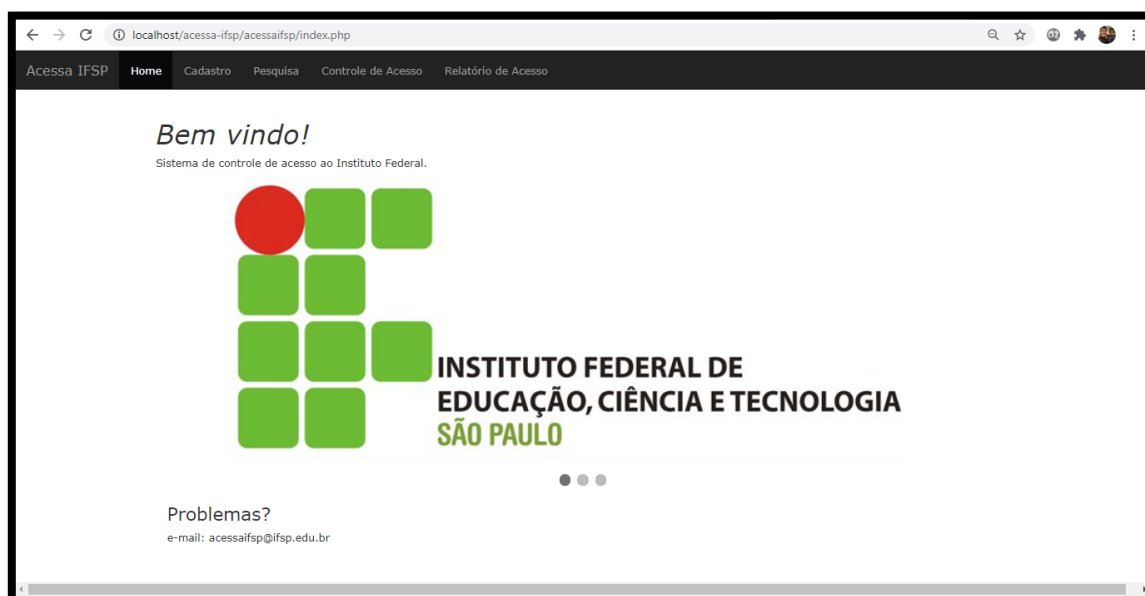 localhost/acessa-ifsp/acessaifsp/index.php
Acessa IFSP Home Cadastro Pesquisa Controle de Acesso Relatório de Acesso
Bem vindo!
Sistema de controle de acesso ao Instituto Federal.
INSTITUTO FEDERAL DE
EDUCAÇÃO, CIÊNCIA E TECNOLOGIA
SÃO PAULO
Problemas?
e-mail: acessaifsp@ifsp.edu.br